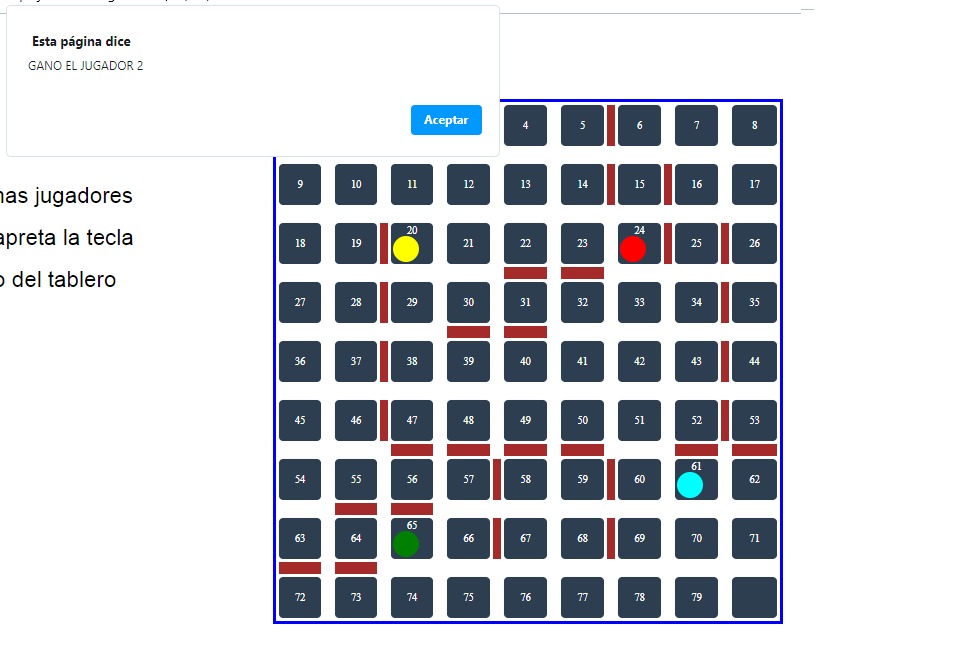 Esta página dice
GANO EL JUGADOR 2
Aceptar
nas jugadores
apreta la tecla
o del tablero
4 5 6 7 8
9 10 11 12 13 14 15 16 17
18 19 20 21 22 23 24 25 26
27 28 29 30 31 32 33 34 35
36 37 38 39 40 41 42 43 44
45 46 47 48 49 50 51 52 53
54 55 56 57 58 59 60 61 62
63 64 65 66 67 68 69 70 71
72 73 74 75 76 77 78 79